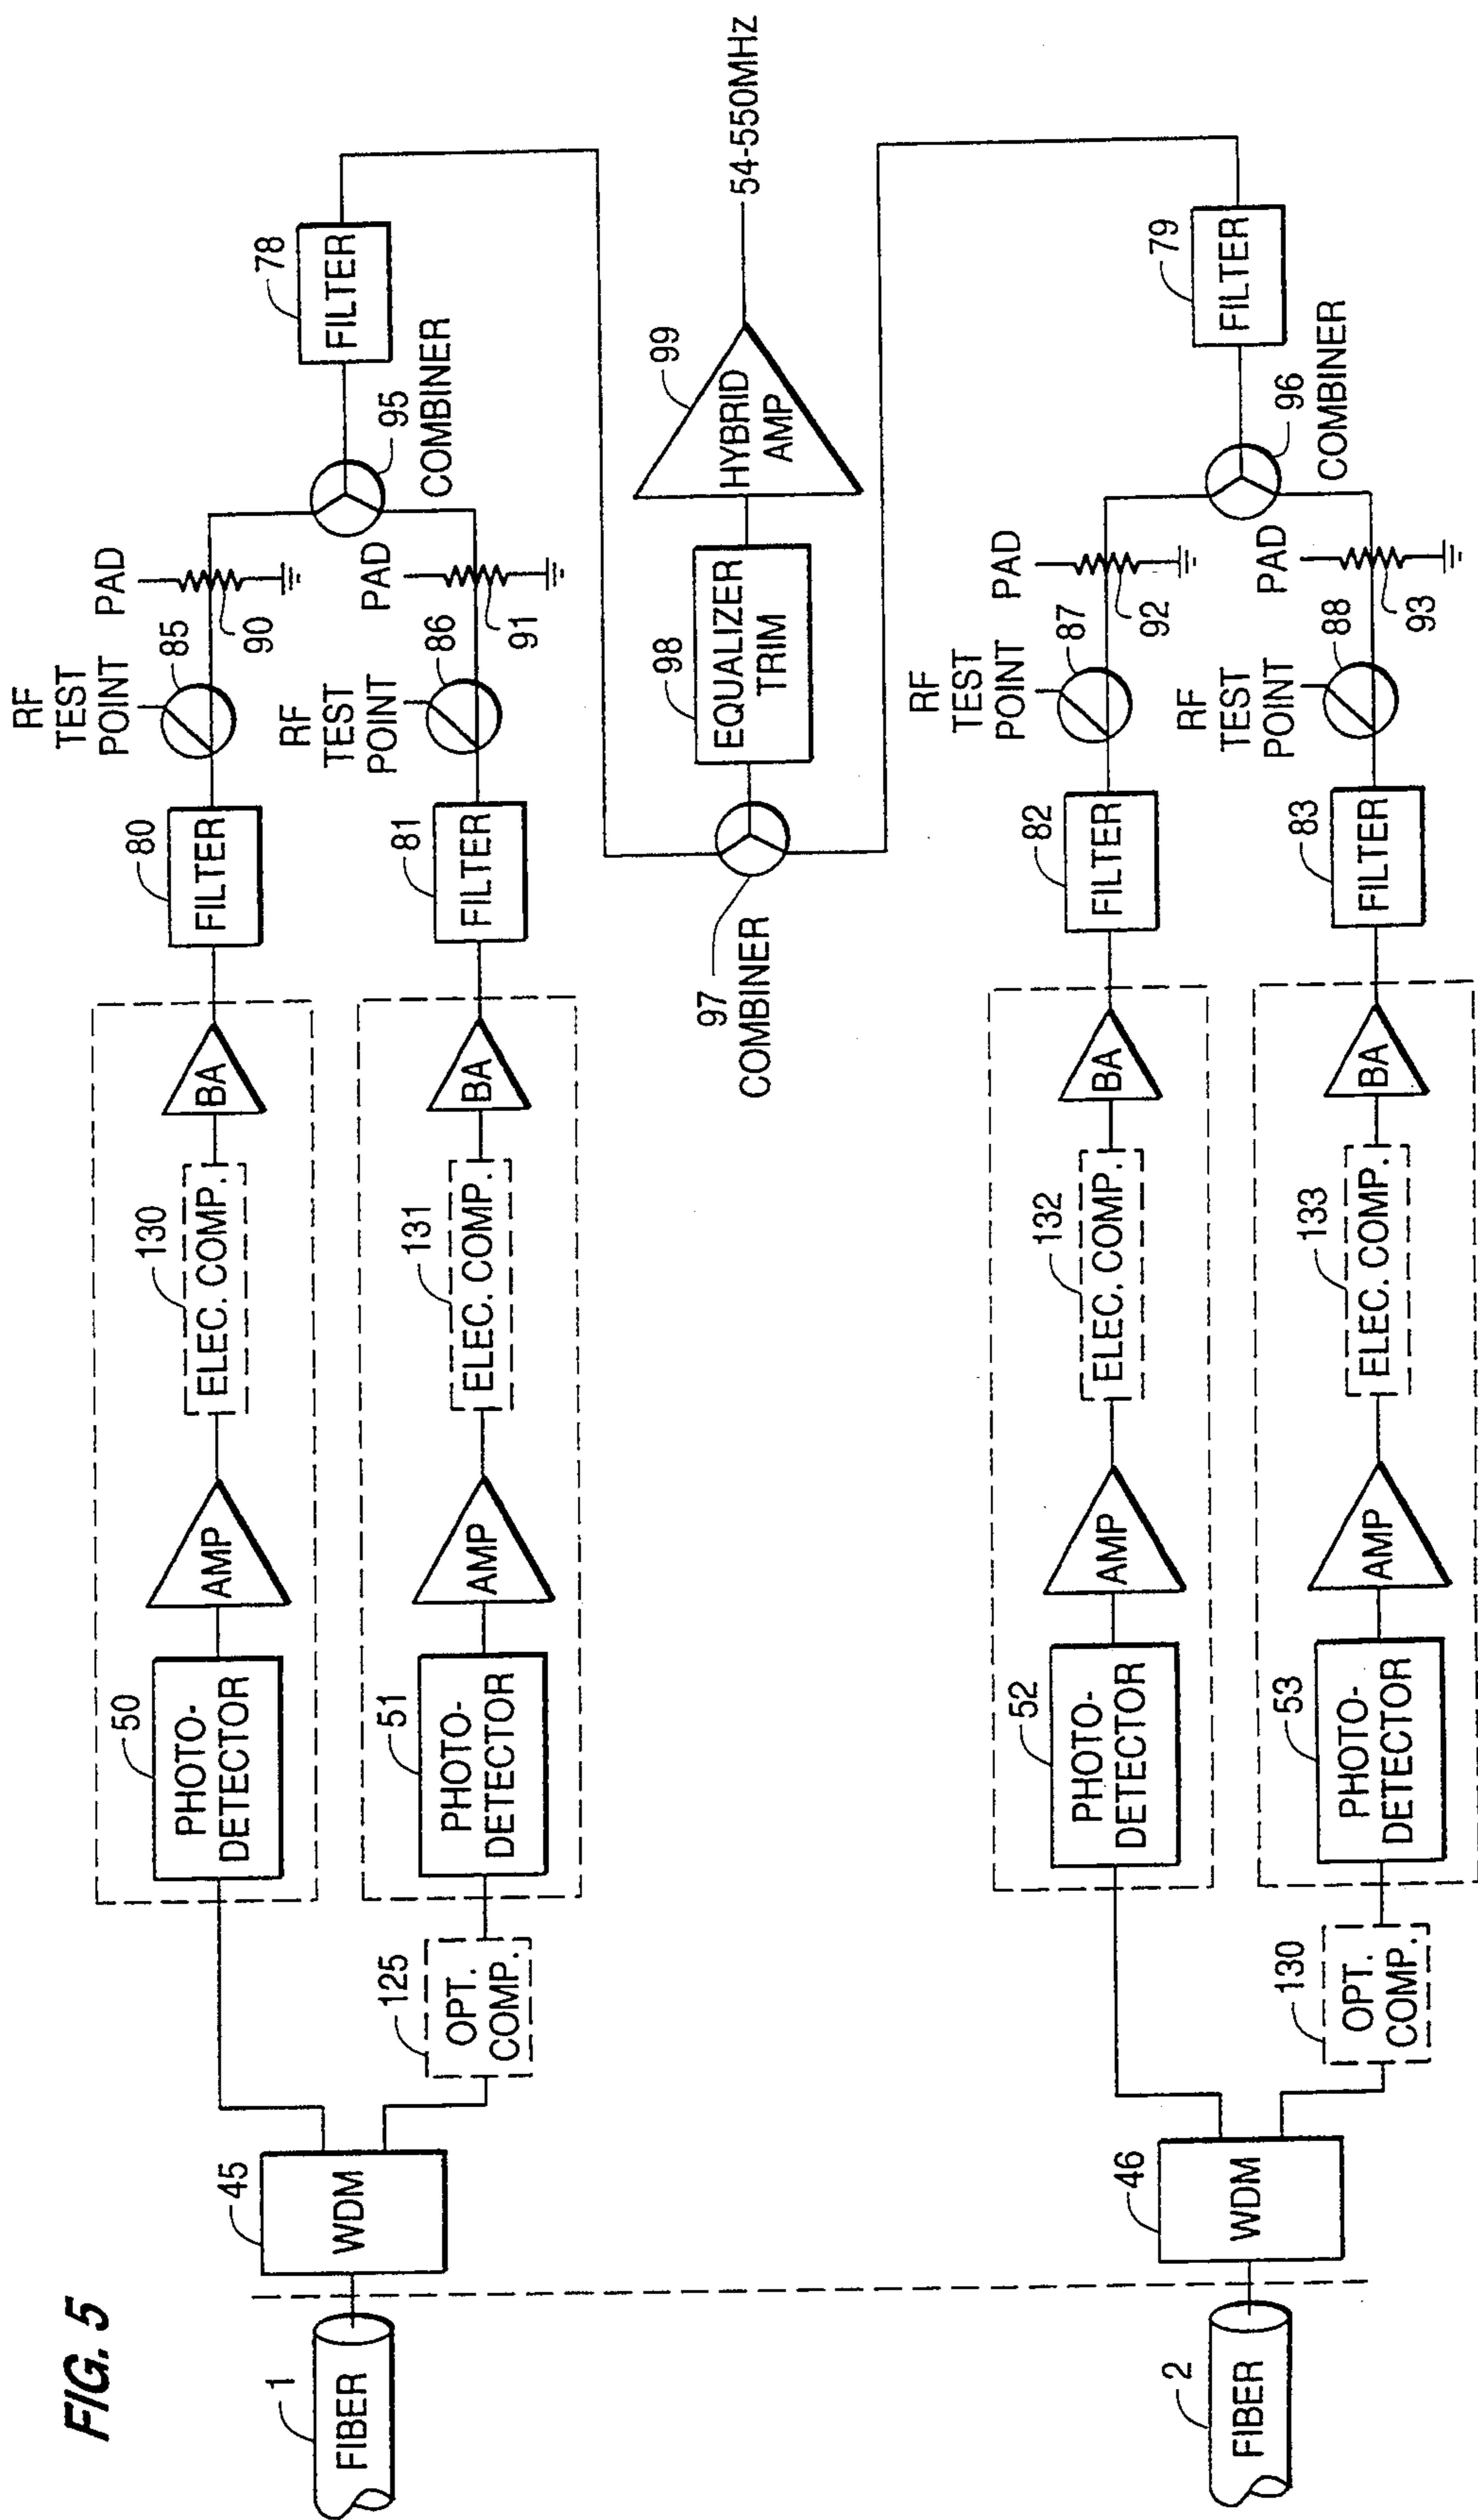 FIG. 5
1
FIBER
45
WDM
50
PHOTO-
DETECTOR
AMP
130
ELEC. COMP.
BA
80
FILTER
RF
TEST
POINT
85
PAD
90
125
OPT.
COMP.
51
PHOTO-
DETECTOR
AMP
131
ELEC. COMP.
BA
81
FILTER
RF
TEST
POINT
86
PAD
91
95
COMBINER
78
FILTER
97
COMBINER
98
EQUALIZER
TRIM
99
HYBRID
AMP
54-550MHz
2
FIBER
46
WDM
52
PHOTO-
DETECTOR
AMP
132
ELEC. COMP.
BA
82
FILTER
RF
TEST
POINT
87
PAD
92
130
OPT.
COMP.
53
PHOTO-
DETECTOR
AMP
133
ELEC. COMP.
BA
83
FILTER
RF
TEST
POINT
88
PAD
93
96
COMBINER
79
FILTER